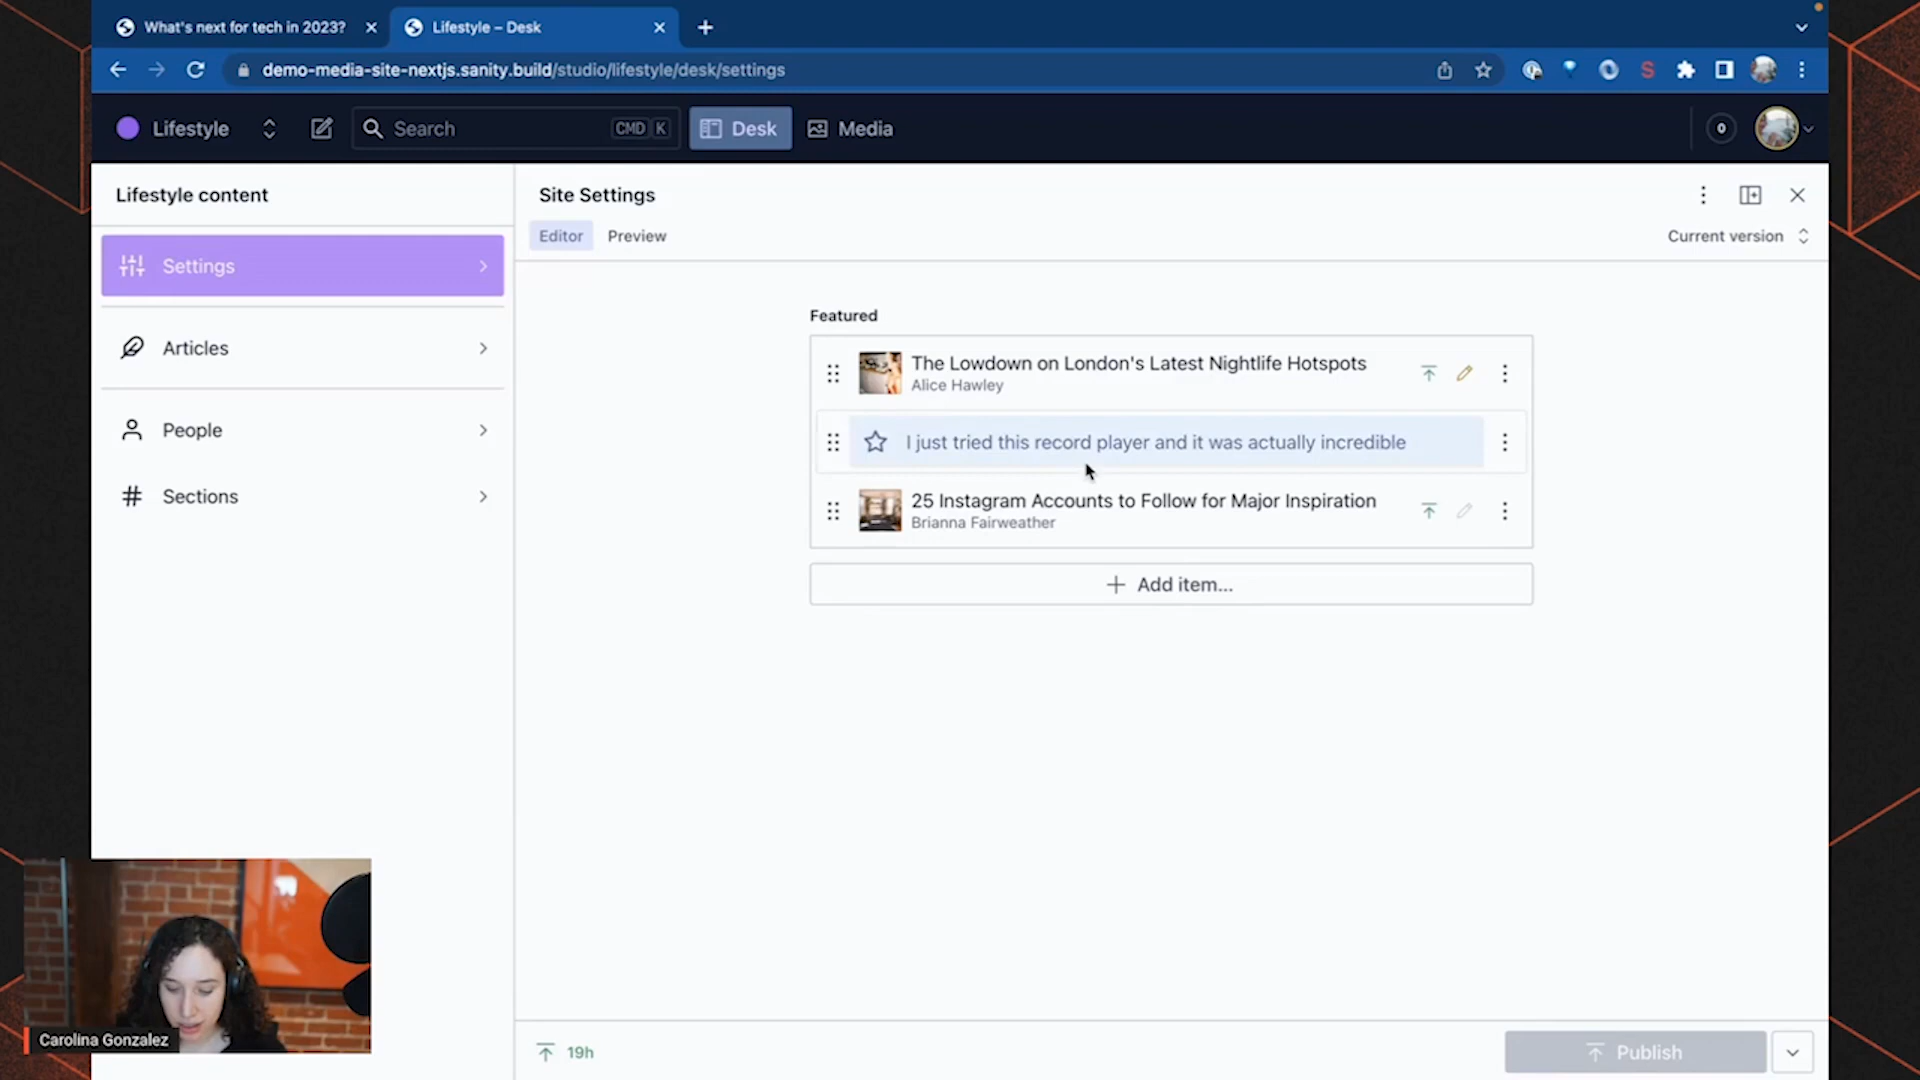 What's next for tech in 2023?
Lifestyle – Desk
demo-media-site-nextjs.sanity.build/studio/lifestyle/desk/settings
S
Lifestyle
Search
CMD K
Desk
Media
0
Lifestyle content
Site Settings
Editor
Preview
Current version
Settings
Articles
People
Sections
Featured
The Lowdown on London's Latest Nightlife Hotspots
Alice Hawley
I just tried this record player and it was actually incredible
25 Instagram Accounts to Follow for Major Inspiration
Brianna Fairweather
Add item...
Carolina Gonzalez
19h
Publish